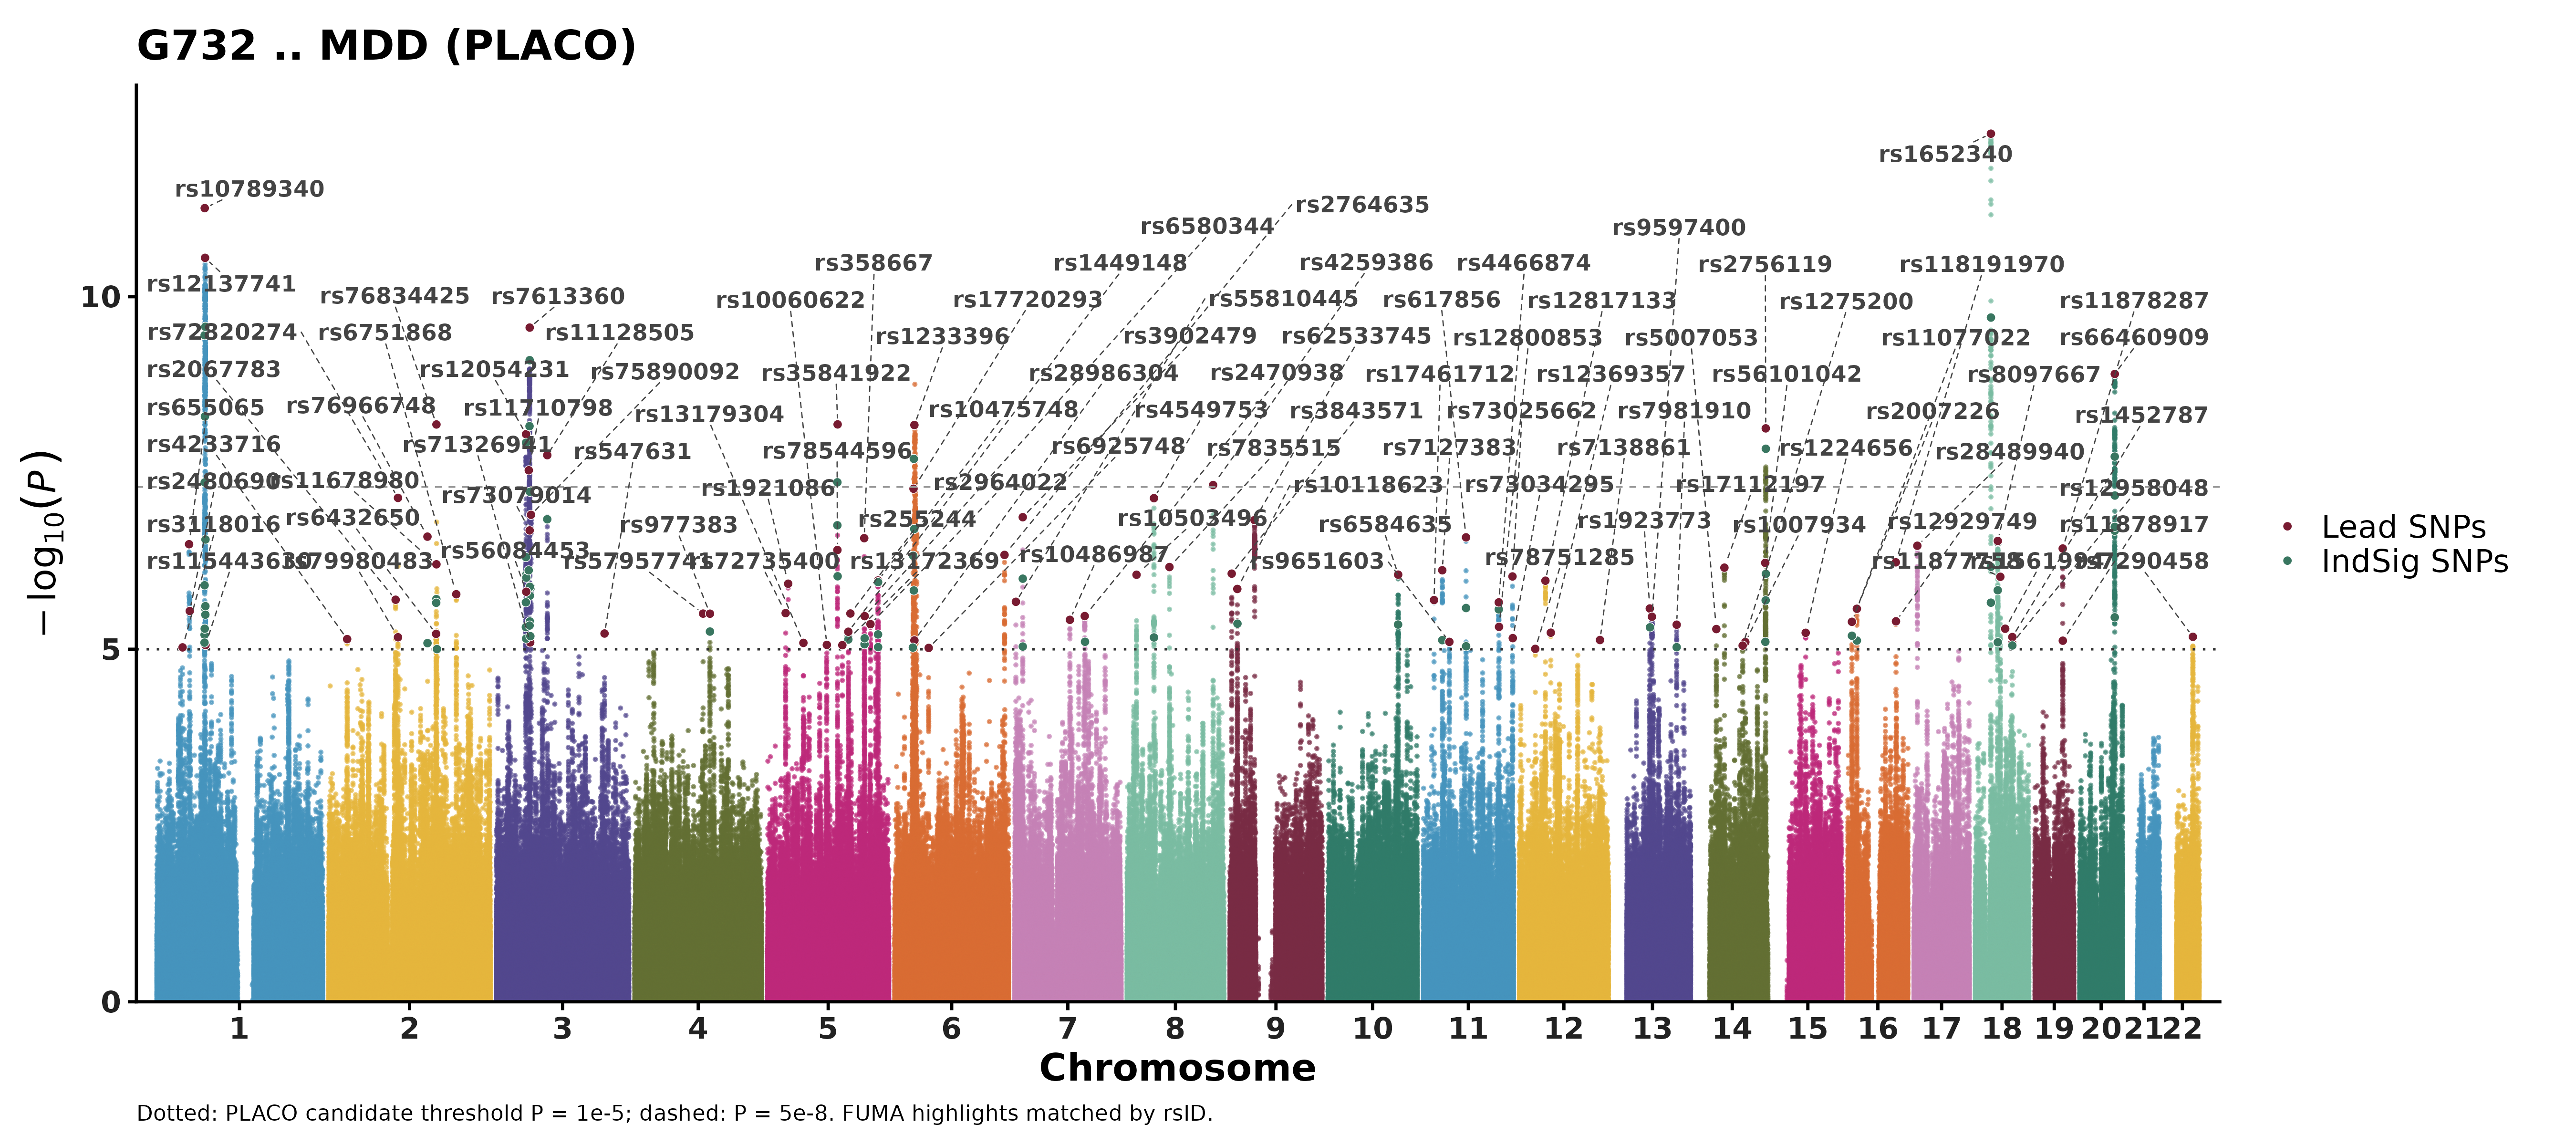 G732 .. MDD (PLACO)
rs1652340
rs10789340
rs2764635
rs6580344
rs9597400
rs358667
rs1449148
rs4259386
rs4466874
rs2756119
rs118191970
rs12137741
rs76834425
rs7613360
rs10060622
rs17720293
rs55810445
rs617856
rs12817133
rs1275200
rs11878287
rs72820274
rs6751868
rs11128505
rs1233396
rs3902479
rs62533745
rs12800853
rs5007053
rs11077022
rs66460909
rs2067783
rs12054231
rs75890092
rs35841922
rs28986304
rs2470938
rs17461712
rs12369357
rs56101042
rs8097667
rs655065
rs76966748
rs11710798
rs13179304
rs10475748
rs4549753
rs3843571
rs73025662
rs7981910
rs2007226
rs1452787
rs4233716
rs71326941
rs547631
rs78544596
rs6925748
rs7835515
rs7127383
rs7138861
rs1224656
rs28489940
rs2480690
rs11678980
rs73079014
rs1921086
rs2964022
rs10118623
rs73034295
rs17112197
rs12958048
rs3118016
rs6432650
rs977383
rs255244
rs10503496
rs6584635
rs1923773
rs1007934
rs12929749
rs11878917
rs79980483
rs56084453
rs72735400
rs13172369
rs10486987
rs9651603
rs78751285
rs7290458
− log10(P)
10
5
0
1 2 3 4 5 6 7 8 9 10 11 12 13 14 15 16 17 18 19 20 21 22
Chromosome
Lead SNPs
IndSig SNPs
Dotted: PLACO candidate threshold P = 1e-5; dashed: P = 5e-8. FUMA highlights matched by rsID.